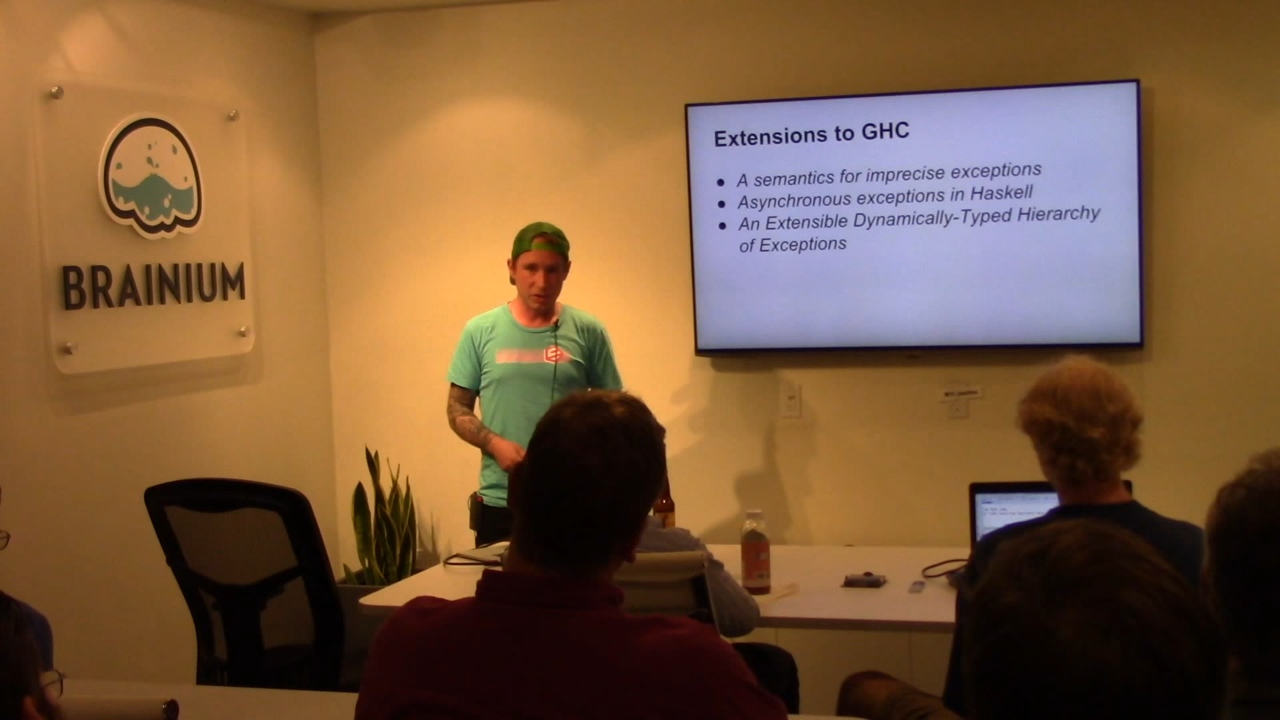 BRAINIUM
Extensions to GHC
● A semantics for imprecise exceptions
● Asynchronous exceptions in Haskell
● An Extensible Dynamically-Typed Hierarchy
of Exceptions